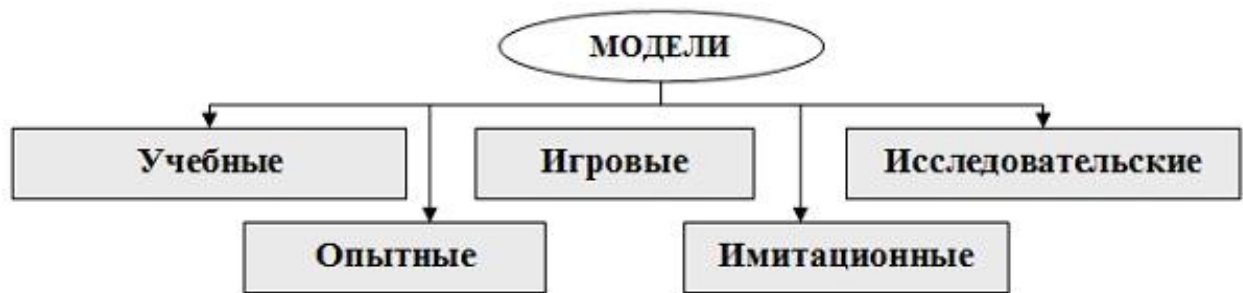 МОДЕЛИ
Учебные
Игровые
Исследовательские
Опытные
Имитационные